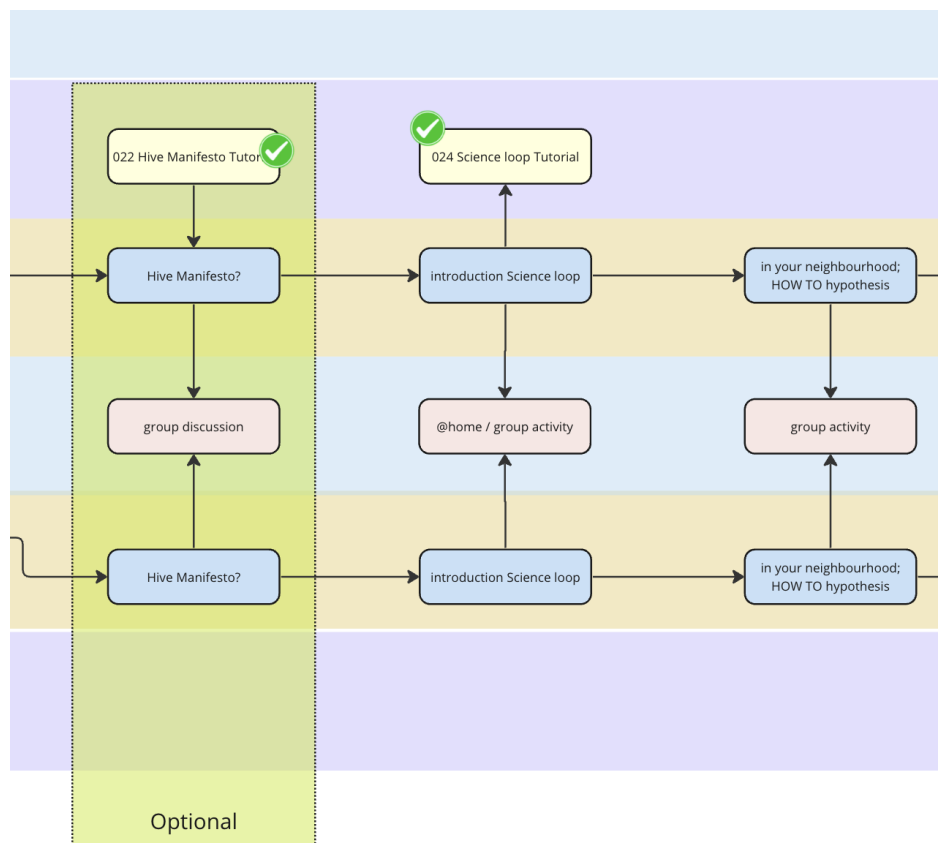 022 Hive Manifesto
024 Science loop Tutorial
Hive Manifesto?
introduction Science loop
in your neighbourhood;
HOW TO hypothesis
group discussion
@home / group activity
group activity
Hive Manifesto?
introduction Science loop
in your neighbourhood;
HOW TO hypothesis
Optional